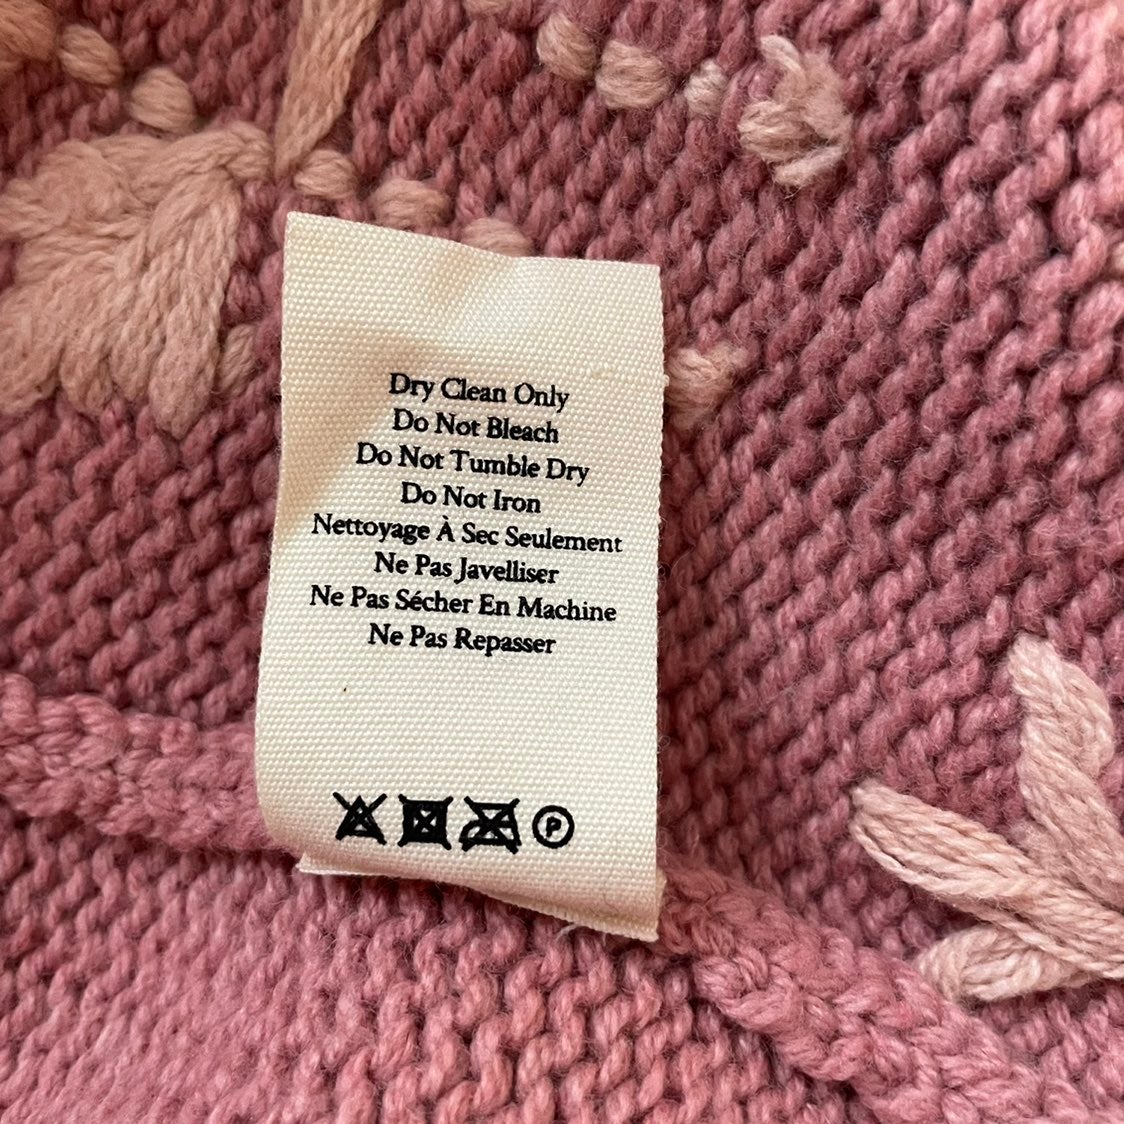 Dry Clean Only
Do Not Bleach
Do Not Tumble Dry
Do Not Iron
Nettoyage À Sec Seulement
Ne Pas Javelliser
Ne Pas Sécher En Machine
Ne Pas Repasser
P